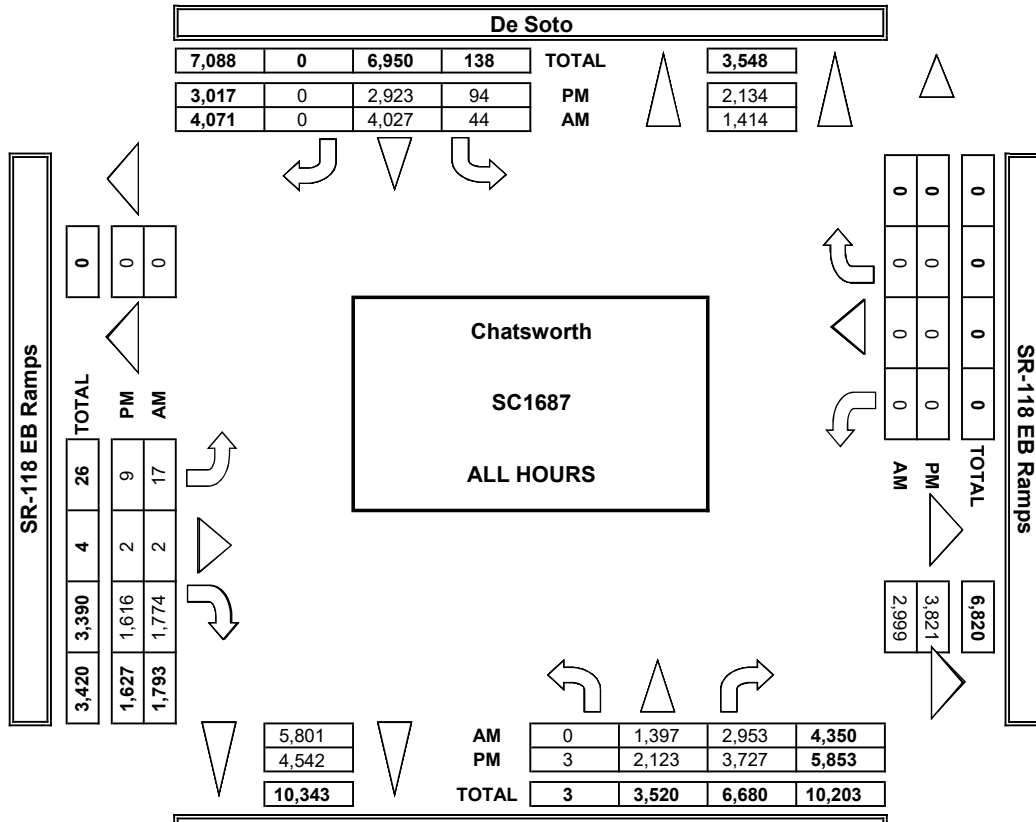 De Soto
7,088 0 6,950 138 TOTAL 3,548
3,017 0 2,923 94 PM 2,134
4,071 0 4,027 44 AM 1,414
SR-118 EB Ramps
0
0 0
TOTAL PM AM
26 9 17
4 2 2
3,390 1,616 1,774
3,420 1,627 1,793
Chatsworth
SC1687
ALL HOURS
0 0 0
0 0 0
0 0 0
0 0 0
AM PM TOTAL
2,999 3,821 6,820
SR-118 EB Ramps
5,801 AM 0 1,397 2,953 4,350
4,542 PM 3 2,123 3,727 5,853
10,343 TOTAL 3 3,520 6,680 10,203